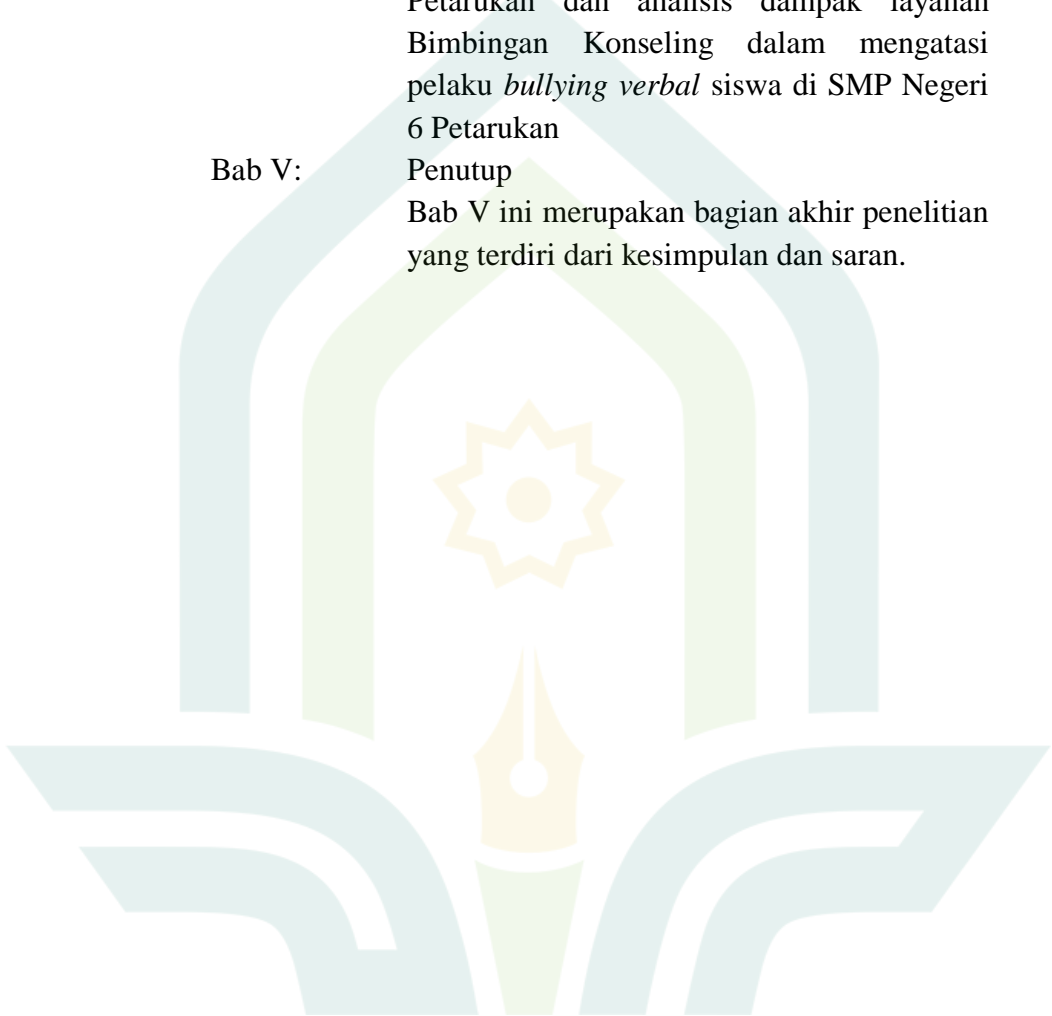 Petarukan dan analisis dampak layanan
Bimbingan Konseling dalam mengatasi
pelaku bullying verbal siswa di SMP Negeri
6 Petarukan
Bab V: Penutup
Bab V ini merupakan bagian akhir penelitian
yang terdiri dari kesimpulan dan saran.